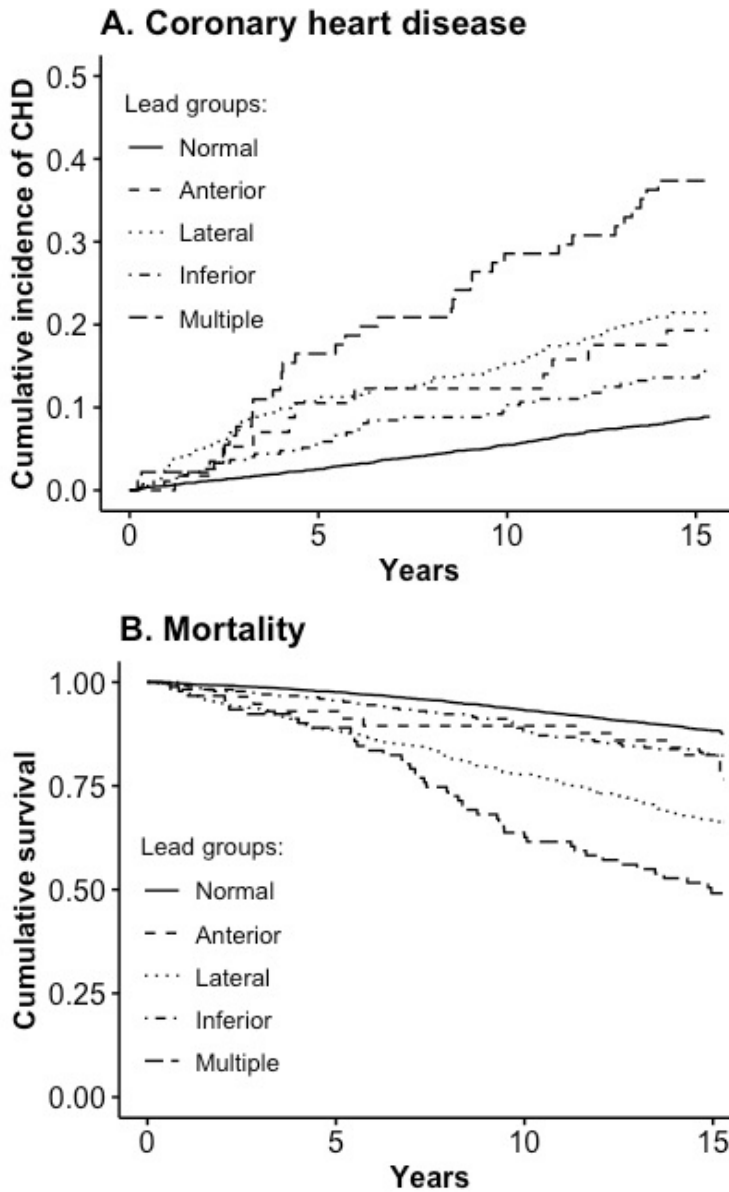 A. Coronary heart disease
Cumulative incidence of CHD
0.5
0.4
0.3
0.2
0.1
0.0
Lead groups:
Normal
Anterior
Lateral
Inferior
Multiple
0 5 10 15
Years
B. Mortality
Cumulative survival
1.00
0.75
0.50
0.25
0.00
Lead groups:
Normal
Anterior
Lateral
Inferior
Multiple
0 5 10 15
Years